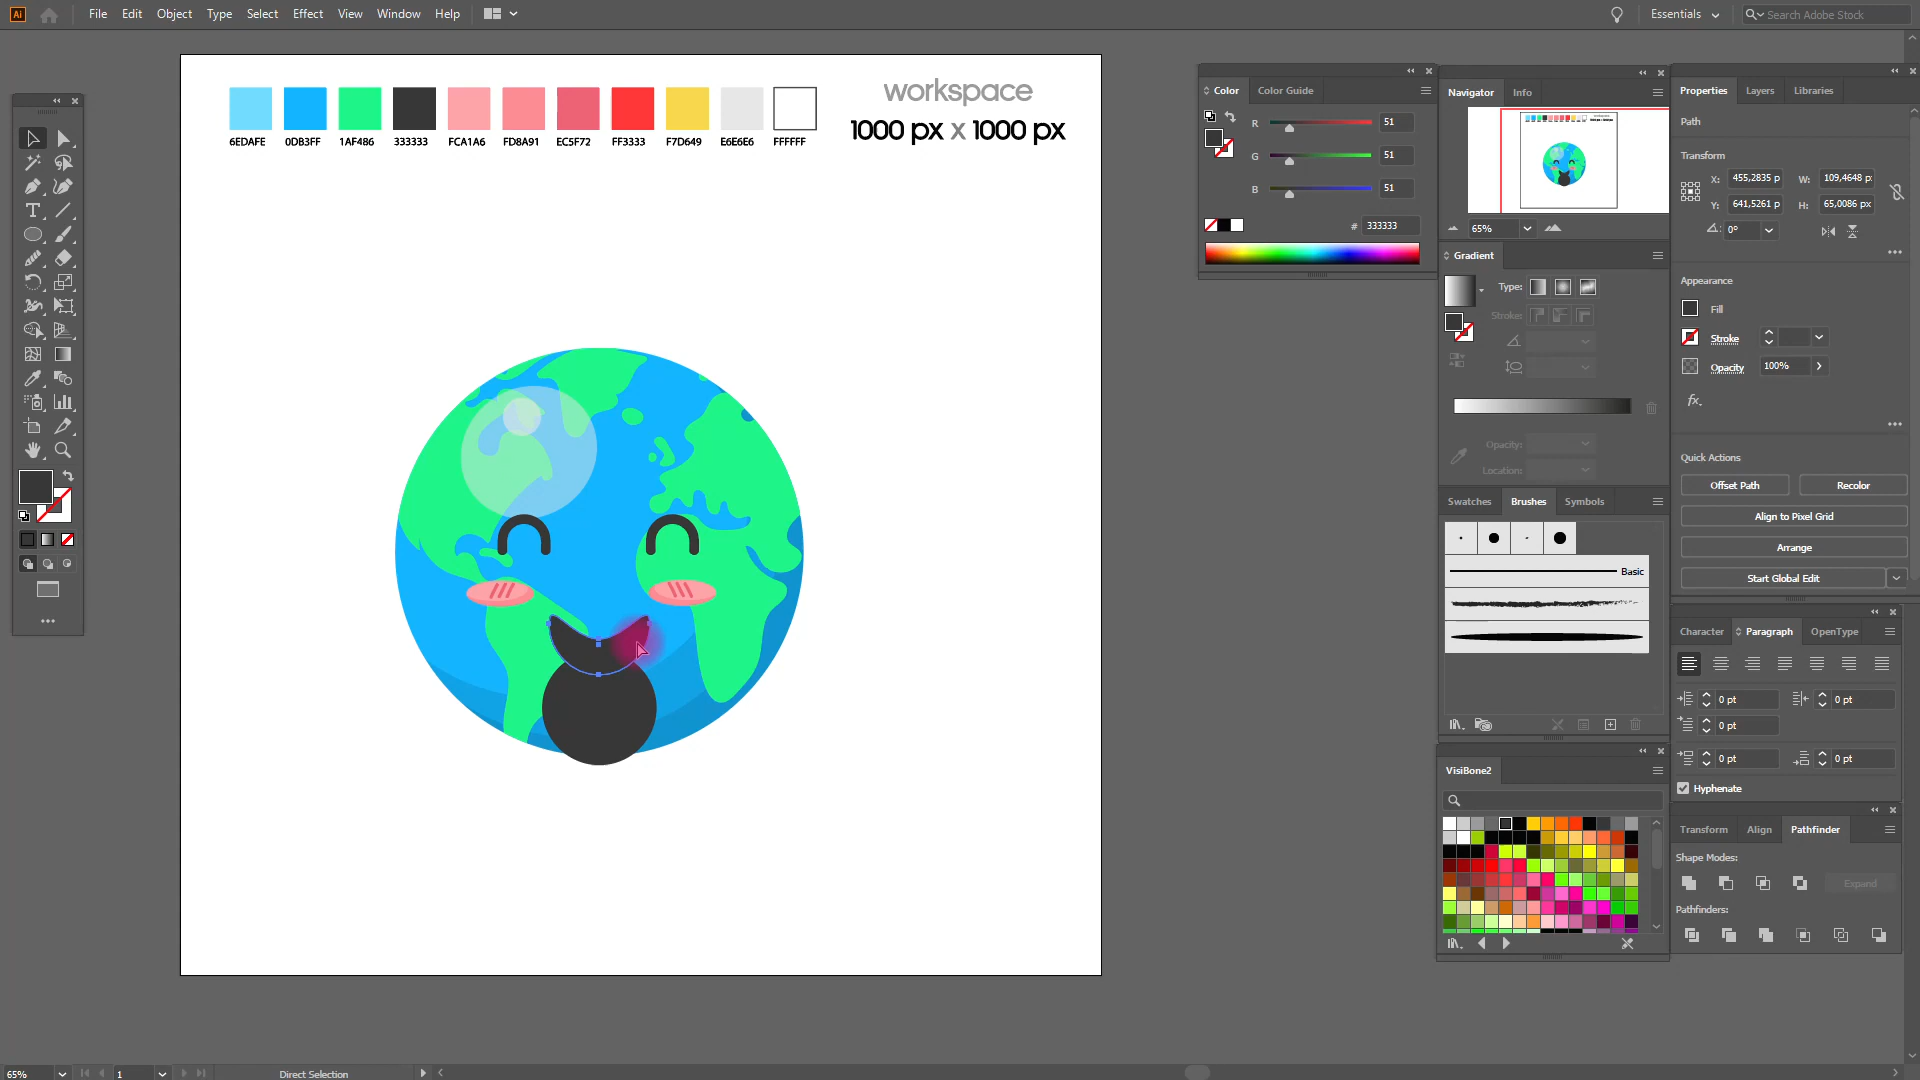 Ai File Edit Object Type Select Effect View Window Help Essentials Search Adobe Stock
workspace
1000 px x 1000 px
6EDAFE 0DB3FF 1AF486 333333 FCA1A6 FD8A91 EC5F72 FF3333 F7D649 E6E6E6 FFFFFF
Color Color Guide
R 51
G 51
B 51
# 333333
Navigator Info
65%
Gradient
Type:
Stroke:
Opacity:
Location:
Swatches Brushes Symbols
Basic
VisiBone2
Properties Layers Libraries
Path
Transform
X: 455,2835 p W: 109,4648 p
Y: 641,5261 p H: 65,0086 px
0°
Appearance
Fill
Stroke
Opacity 100%
fx.
Quick Actions
Offset Path Recolor
Align to Pixel Grid
Arrange
Start Global Edit
Character Paragraph OpenType
0 pt 0 pt
0 pt
0 pt 0 pt
Hyphenate
Transform Align Pathfinder
Shape Modes:
Expand
Pathfinders:
65% 1 Direct Selection